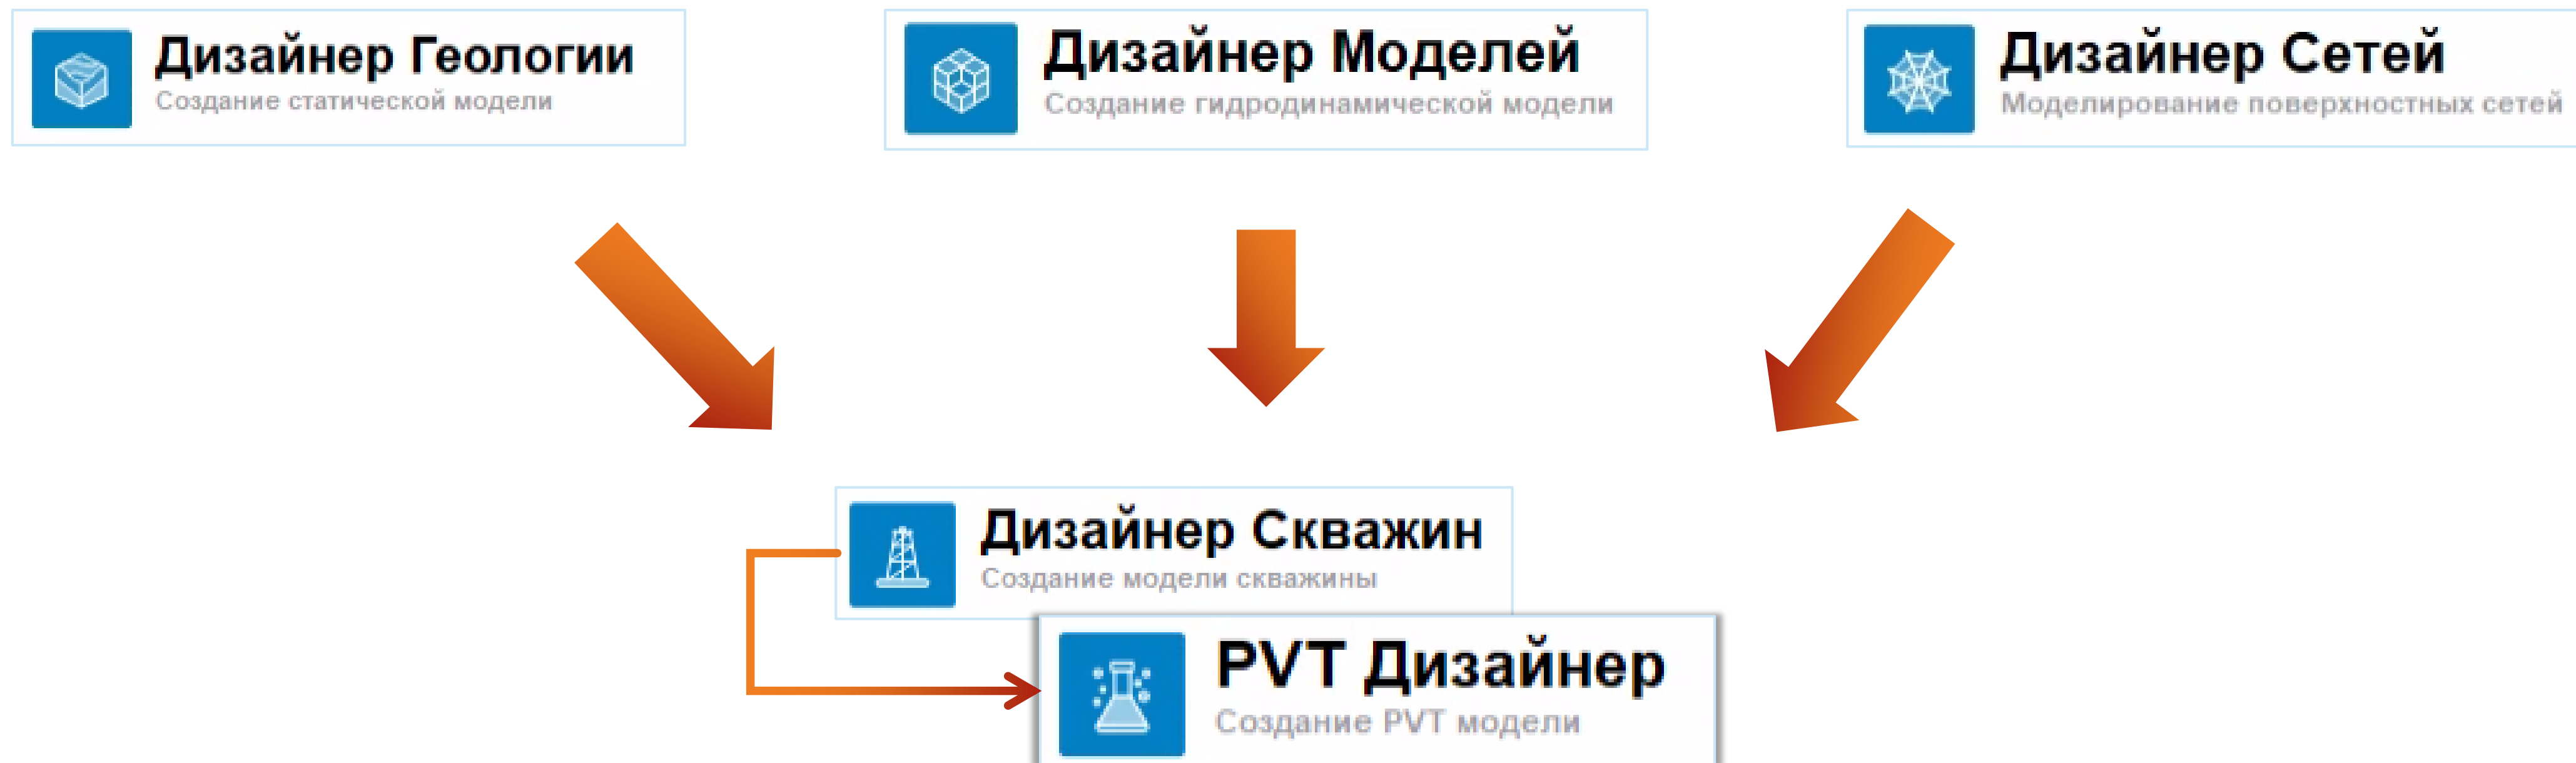 Дизайнер Геологии
Создание статической модели
Дизайнер Моделей
Создание гидродинамической модели
Дизайнер Сетей
Моделирование поверхностных сетей
Дизайнер Скважин
Создание модели скважины
PVT Дизайнер
Создание PVT модели